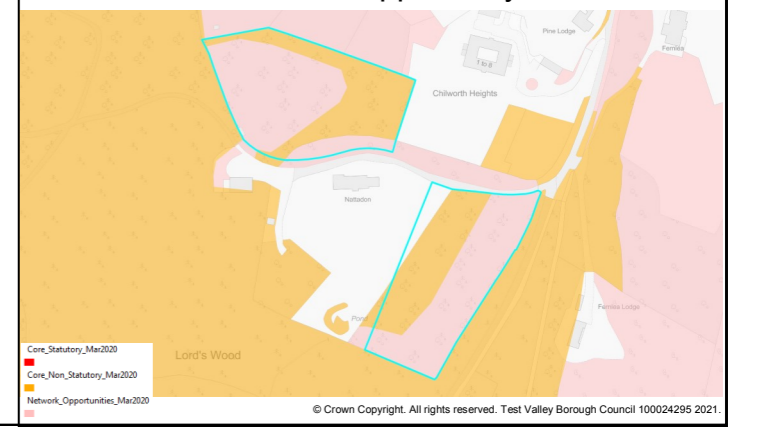 Pine Lodge
Fernlea
1 to 8
Chilworth Heights
Netladon
Pond
Fernlea Lodge
Lord's Wood
Core_Statutory_Mar2020
Core_Non_Statutory_Mar2020
Network_Opportunities_Mar2020
© Crown Copyright. All rights reserved. Test Valley Borough Council 100024295 2021.